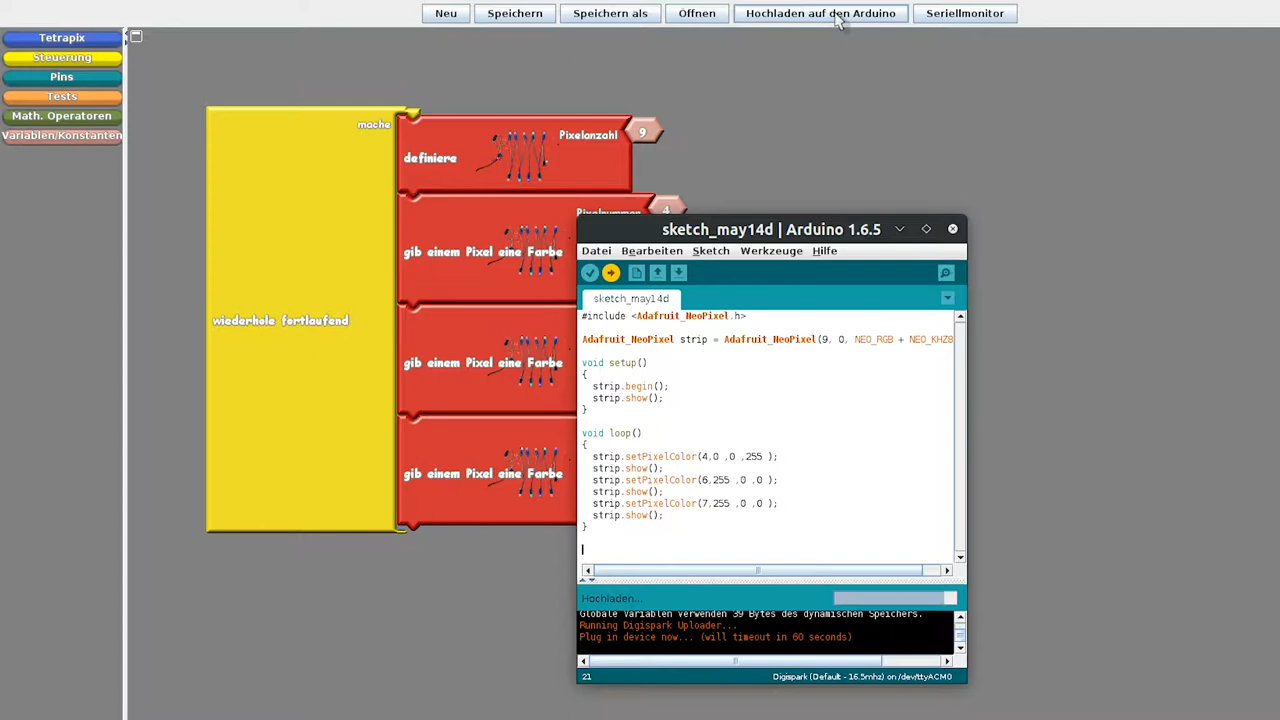 Neu Speichern Speichern als Öffnen Hochladen auf den Arduino Seriellmonitor
Tetrapix
Steuerung
Pins
Tests
Math. Operatoren
Variablen/Konstanten
mache
Pixelanzahl 9
definiere
Pixelnummer 4
gib einem Pixel eine Farbe
gib einem Pixel eine Farbe
gib einem Pixel eine Farbe
wiederhole fortlaufend
sketch_may14d | Arduino 1.6.5
Datei Bearbeiten Sketch Werkzeuge Hilfe
sketch_may14d
#include <Adafruit_NeoPixel.h>
Adafruit_NeoPixel strip = Adafruit_NeoPixel(9, 0, NEO_RGB + NEO_KHZ8
void setup()
{
strip.begin();
strip.show();
}
void loop()
{
strip.setPixelColor(4,0 ,0 ,255 );
strip.show();
strip.setPixelColor(6,255 ,0 ,0 );
strip.show();
strip.setPixelColor(7,255 ,0 ,0 );
strip.show();
}
Hochladen...
Globale Variablen verwenden 39 Bytes des dynamischen Speichers.
Running Digispark Uploader...
Plug in device now... (will timeout in 60 seconds)
21 Digispark (Default - 16.5mhz) on /dev/ttyACM0